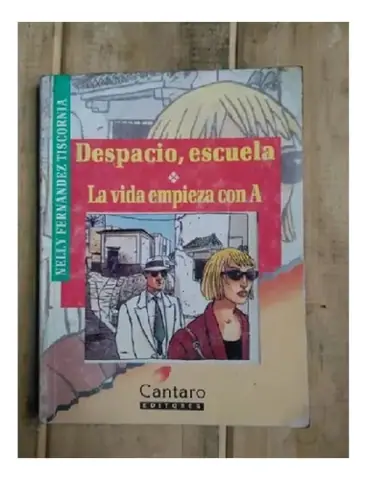 NELLY FERNANDEZ TISCORNIA
Despacio, escuela
La vida empieza con A
Cantaro
EDITORES